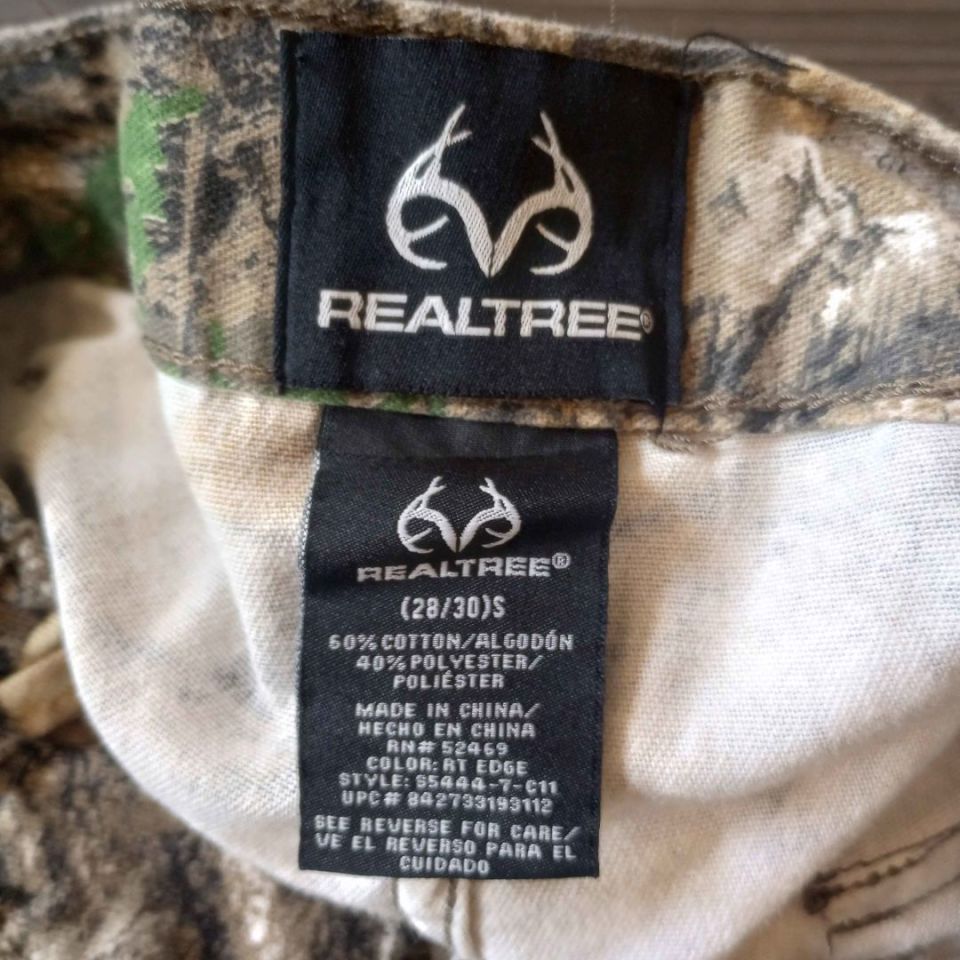 REALTREE®
REALTREE®
(28/30)S
60% COTTON/ALGODÓN
40% POLYESTER/
POLIÉSTER
MADE IN CHINA/
HECHO EN CHINA
RN# 52469
COLOR: RT EDGE
STYLE: S5444-7-C11
UPC# 842733193112
SEE REVERSE FOR CARE/
VE EL REVERSO PARA EL
CUIDADO